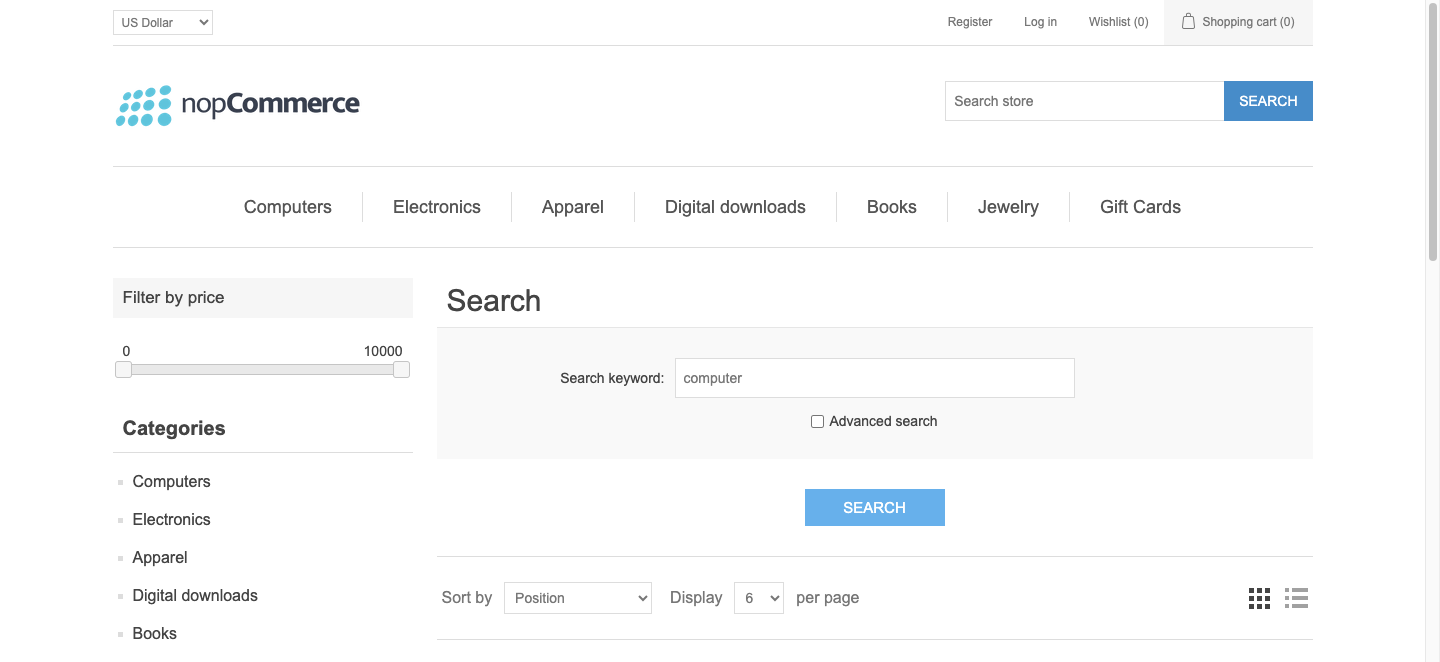 US Dollar
Register
Log in
Wishlist (0)
Shopping cart (0)
nopCommerce
Search store
SEARCH
Computers
Electronics
Apparel
Digital downloads
Books
Jewelry
Gift Cards
Filter by price
0
10000
Categories
Computers
Electronics
Apparel
Digital downloads
Books
Search
Search keyword:
computer
Advanced search
SEARCH
Sort by
Position
Display
6
per page